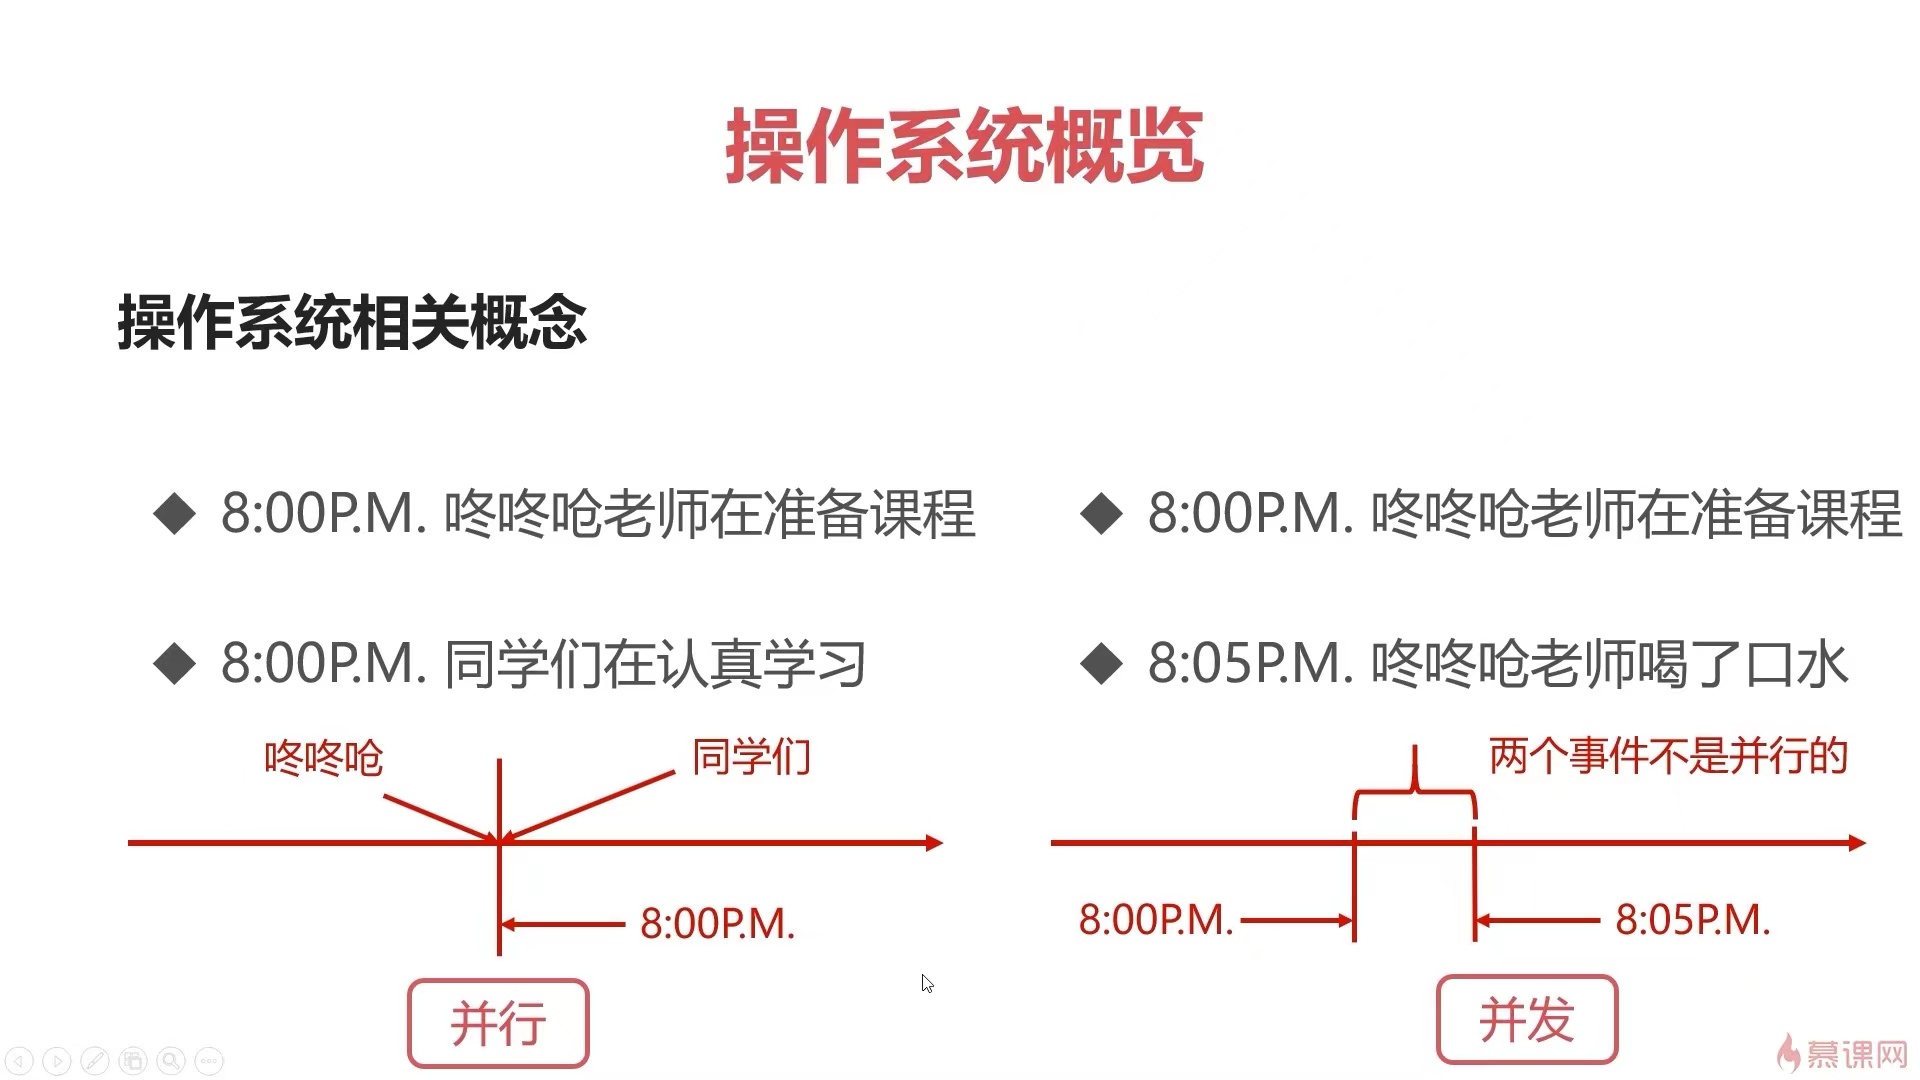 操作系统概览
操作系统相关概念
8:00P.M. 咚咚呛老师在准备课程
8:00P.M. 同学们在认真学习
咚咚呛
同学们
8:00P.M.
并行
8:00P.M. 咚咚呛老师在准备课程
8:05P.M. 咚咚呛老师喝了口水
两个事件不是并行的
8:00P.M.
8:05P.M.
并发
慕课网